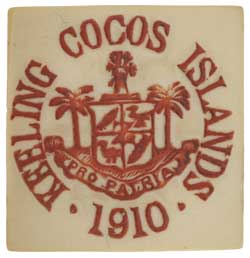 KEELING COCOS ISLANDS
· 1910 ·
PRO PATRIA